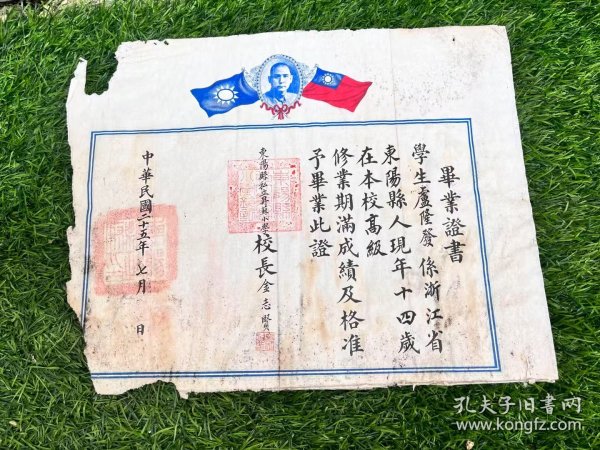 畢業證書
學生盧隆發係浙江省
東陽縣人現年十四歲
在本校高級
修業期滿成績及格准
予畢業此證
校長金志賢
中華民國二十五年七月 日
孔夫子旧书网
www.kongfz.com